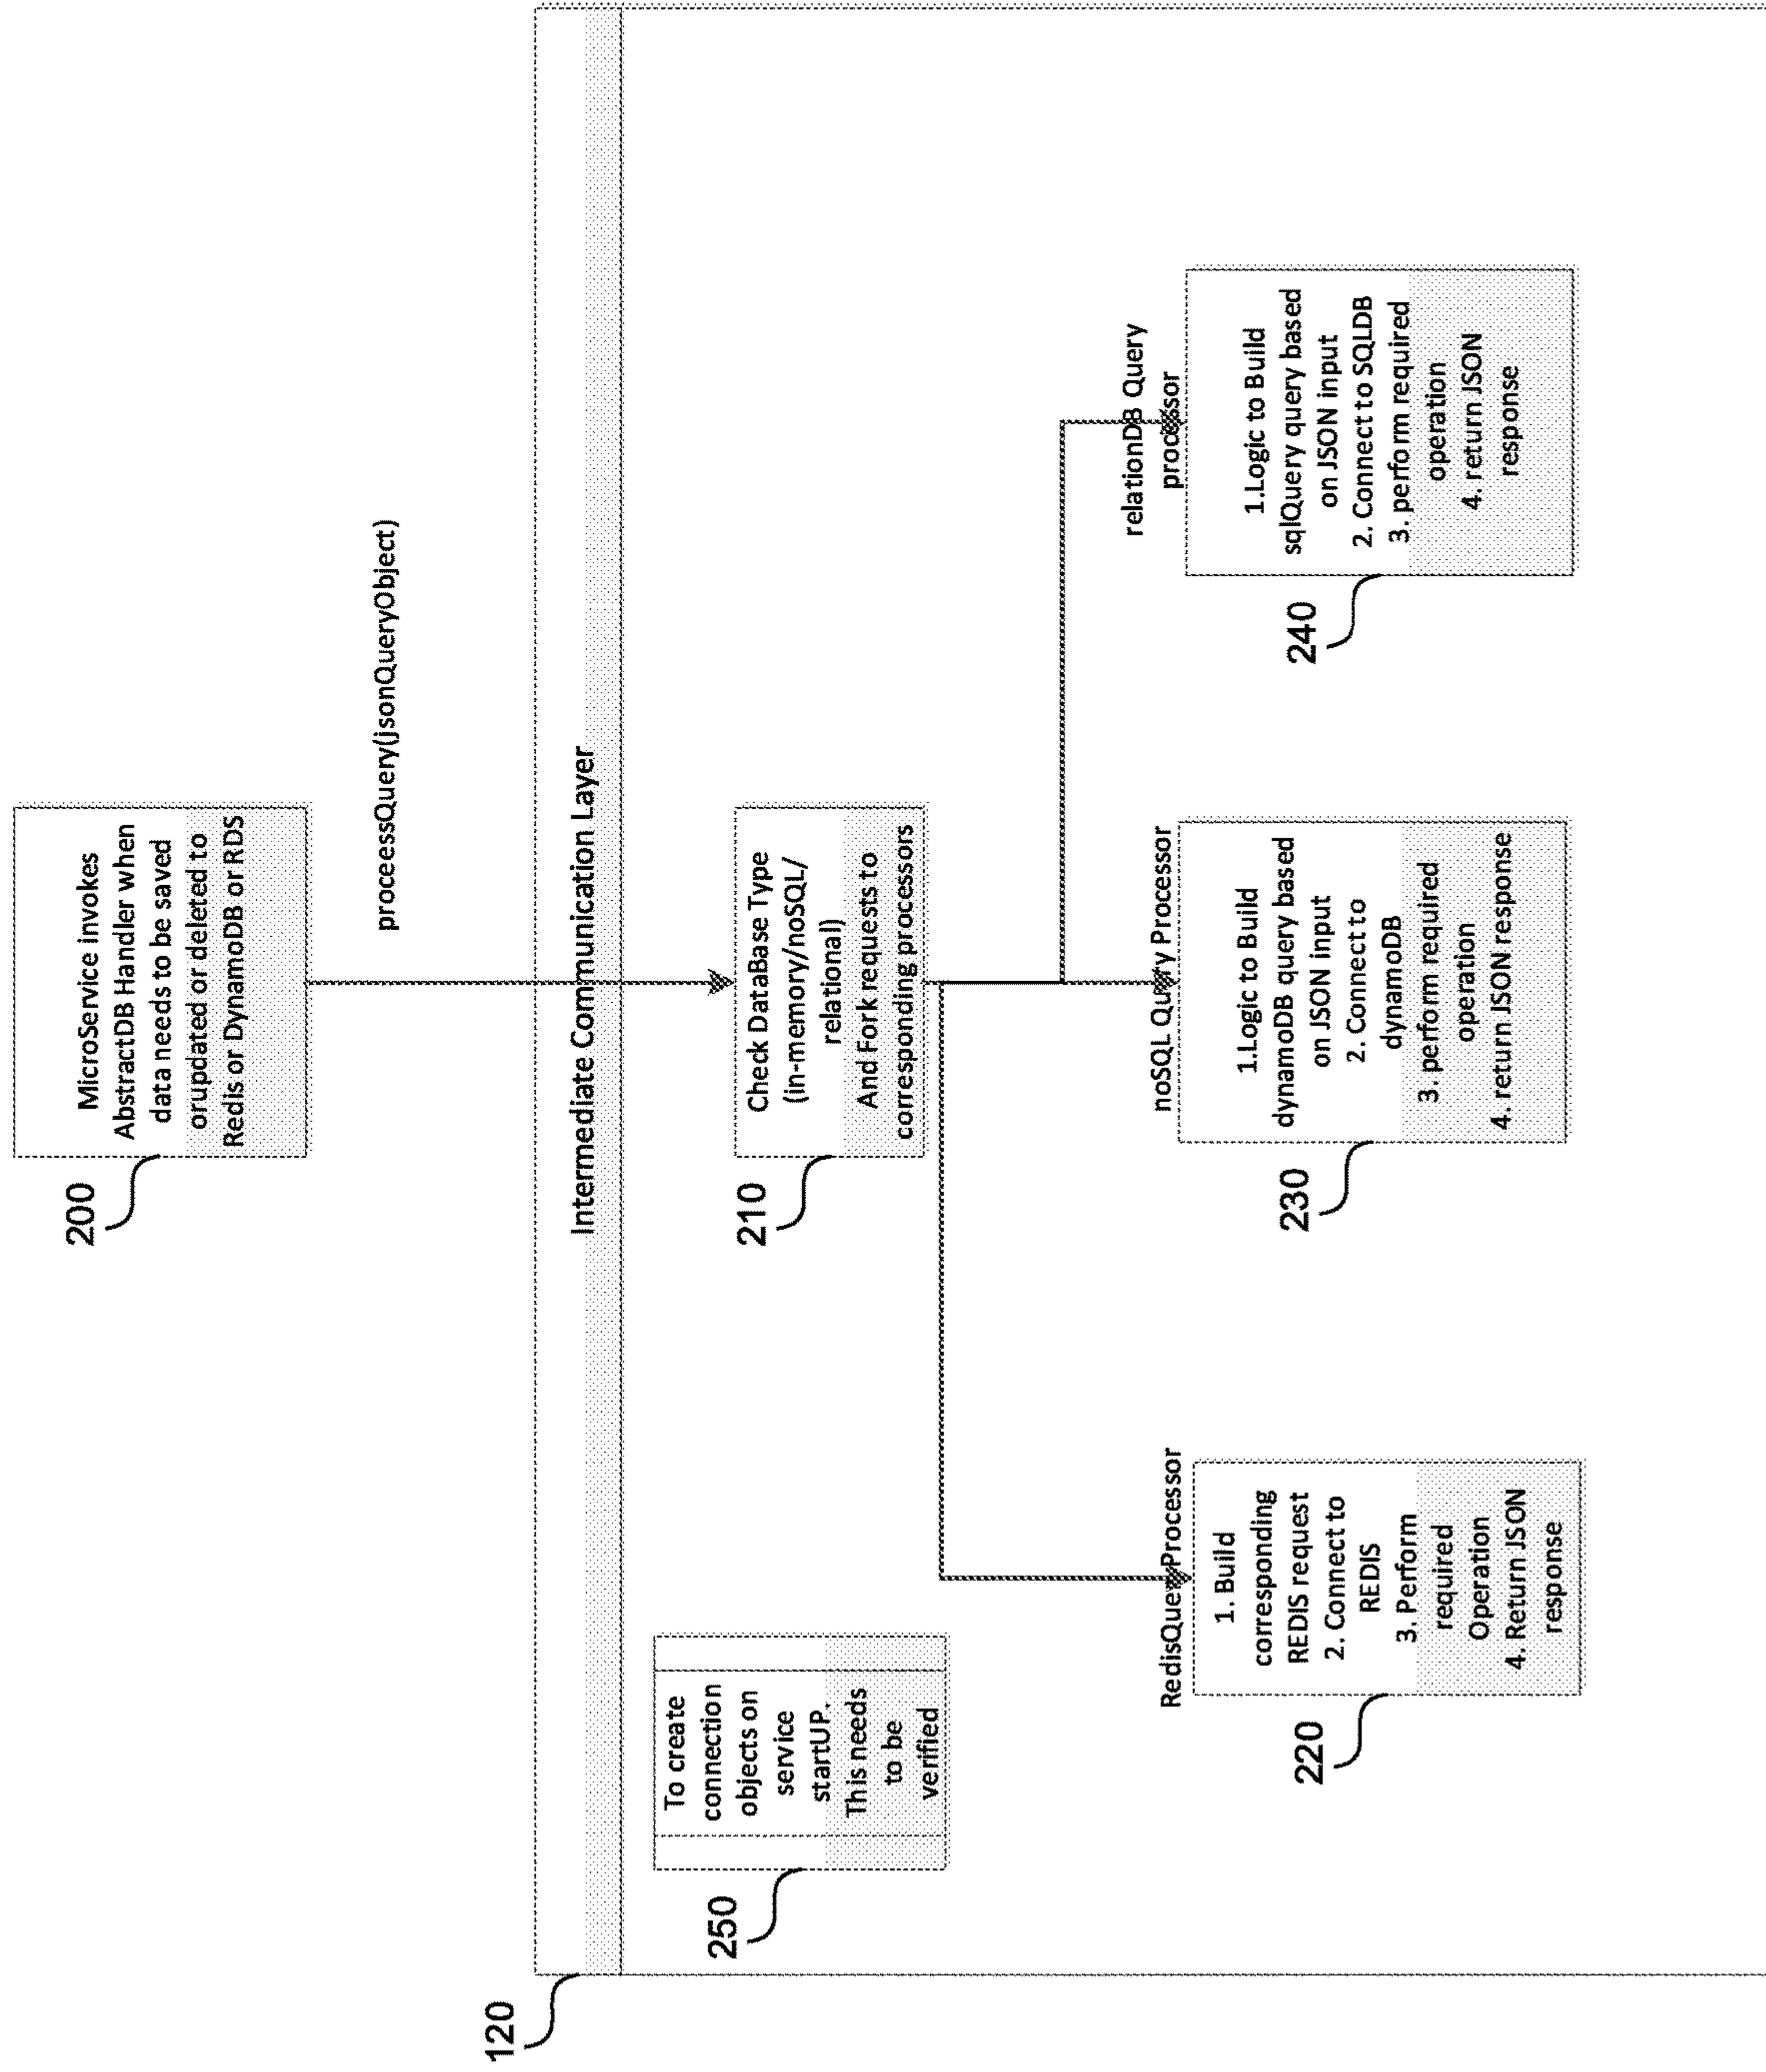 200
MicroService invokes
AbstractDB Handler when
data needs to be saved
orupdated or deleted to
Redis or DynamoDB or RDS
processQuery(jsonQueryObject)
120
Intermediate Communication Layer
250
To create
connection
objects on
service
startUP.
This needs
to be
verified
210
Check DataBase Type
(in-memory/noSQL/
relational)
And Fork requests to
corresponding processors
RedisQueryProcessor
220
1. Build
corresponding
REDIS request
2. Connect to
REDIS
3. Perform
required
Operation
4. Return JSON
response
noSQL Query Processor
230
1.Logic to Build
dynamoDB query based
on JSON input
2. Connect to
dynamoDB
3. perform required
operation
4. return JSON response
relationDB Query
processor
240
1.Logic to Build
sqlQuery query based
on JSON input
2. Connect to SQLDB
3. perform required
operation
4. return JSON
response